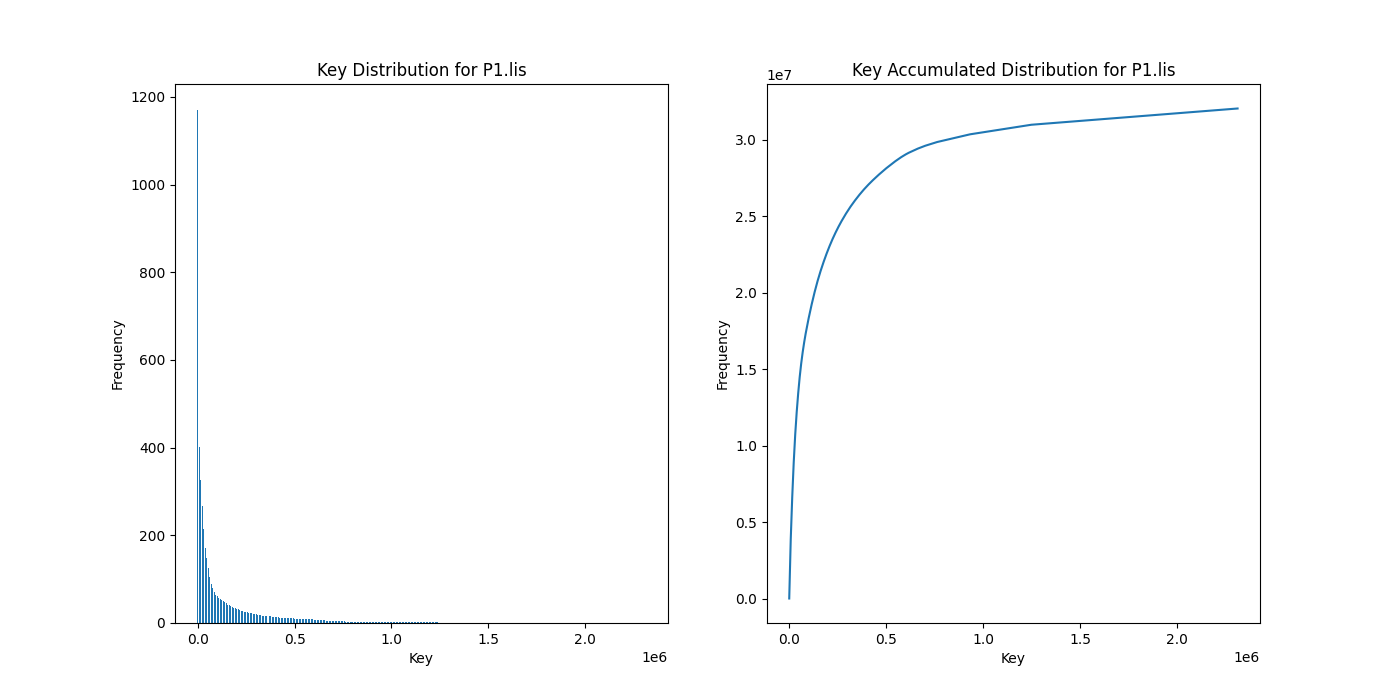 Key Distribution for P1.lis
1200
1000
800
600
400
200
0
Frequency
0.0 0.5 1.0 1.5 2.0
Key
1e6
Key Accumulated Distribution for P1.lis
1e7
3.0
2.5
2.0
1.5
1.0
0.5
0.0
Frequency
0.0 0.5 1.0 1.5 2.0
Key
1e6